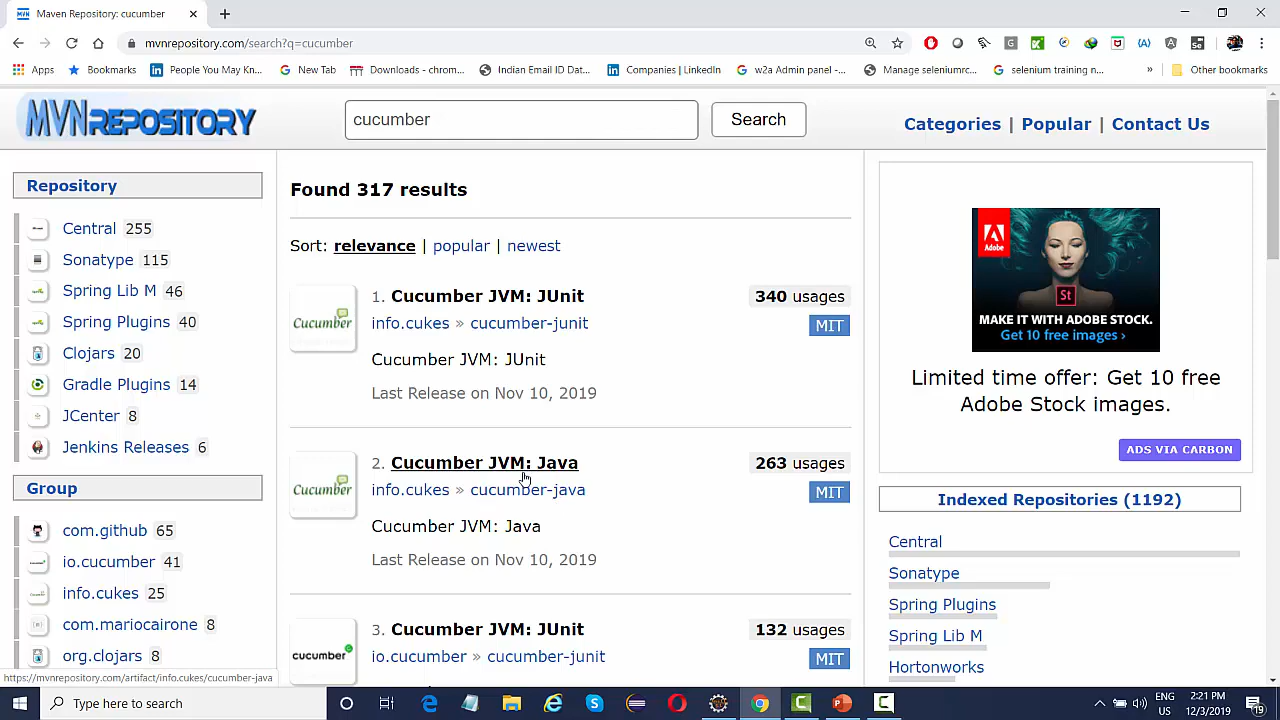 Maven Repository: cucumber
mvnrepository.com/search?q=cucumber
Apps
Bookmarks
People You May Kn...
New Tab
Downloads - chrom...
Indian Email ID Dat...
Companies | LinkedIn
w2a Admin panel -...
Manage seleniumrc...
selenium training n...
»
Other bookmarks
MVNREPOSITORY
cucumber
Search
Categories | Popular | Contact Us
Repository
Central 255
Sonatype 115
Spring Lib M 46
Spring Plugins 40
Clojars 20
Gradle Plugins 14
JCenter 8
Jenkins Releases 6
Group
com.github 65
io.cucumber 41
info.cukes 25
com.mariocairone 8
org.clojars 8
https://mvnrepository.com/artifact/info.cukes/cucumber-java
Found 317 results
Sort: relevance | popular | newest
Cucumber
1. Cucumber JVM: JUnit
340 usages
info.cukes » cucumber-junit
MIT
Cucumber JVM: JUnit
Last Release on Nov 10, 2019
Cucumber
2. Cucumber JVM: Java
263 usages
info.cukes » cucumber-java
MIT
Cucumber JVM: Java
Last Release on Nov 10, 2019
cucumber
3. Cucumber JVM: JUnit
132 usages
io.cucumber » cucumber-junit
MIT
Adobe
St
MAKE IT WITH ADOBE STOCK.
Get 10 free images ›
Limited time offer: Get 10 free
Adobe Stock images.
ADS VIA CARBON
Indexed Repositories (1192)
Central
Sonatype
Spring Plugins
Spring Lib M
Hortonworks
Type here to search
ENG
US
2:21 PM
12/3/2019
19